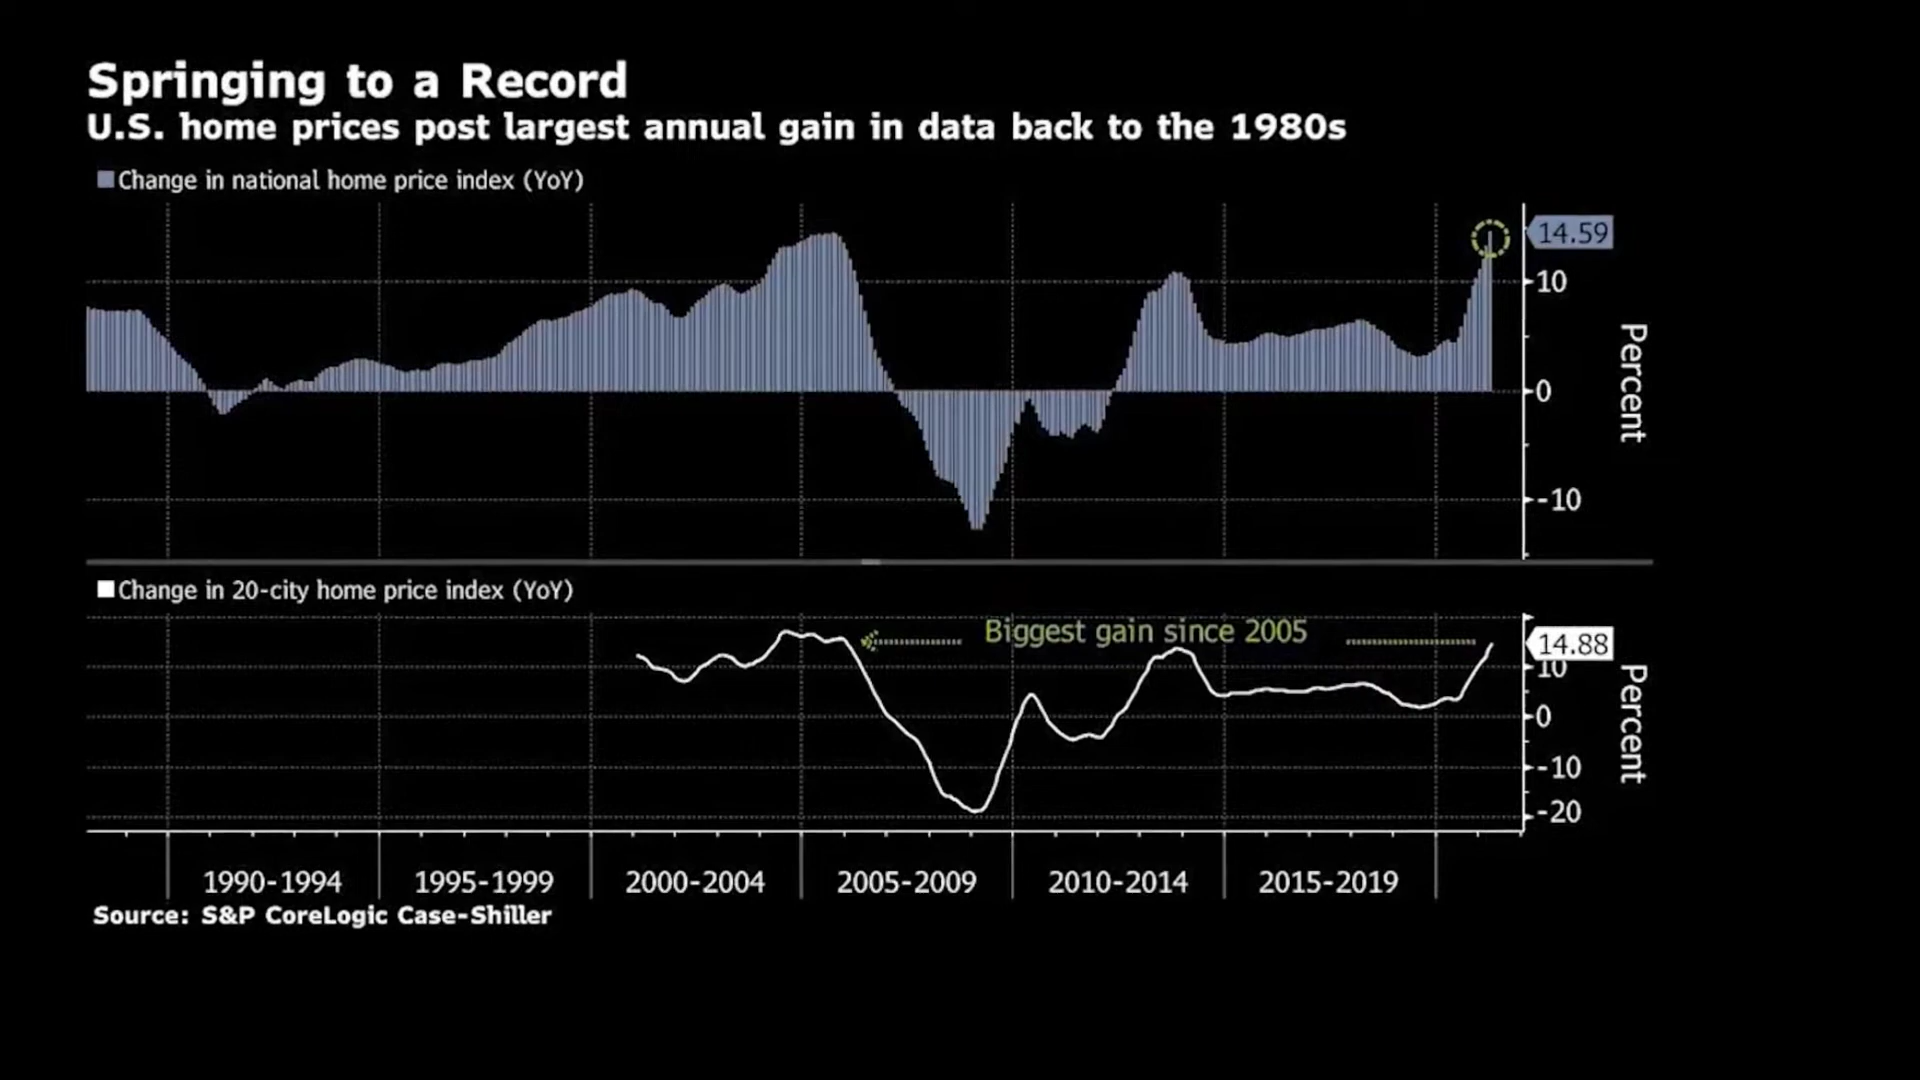 Springing to a Record
U.S. home prices post largest annual gain in data back to the 1980s
Change in national home price index (YoY)
14.59
10
0
-10
Percent
Change in 20-city home price index (YoY)
Biggest gain since 2005
14.88
10
0
-10
-20
Percent
1990-1994 1995-1999 2000-2004 2005-2009 2010-2014 2015-2019
Source: S&P CoreLogic Case-Shiller